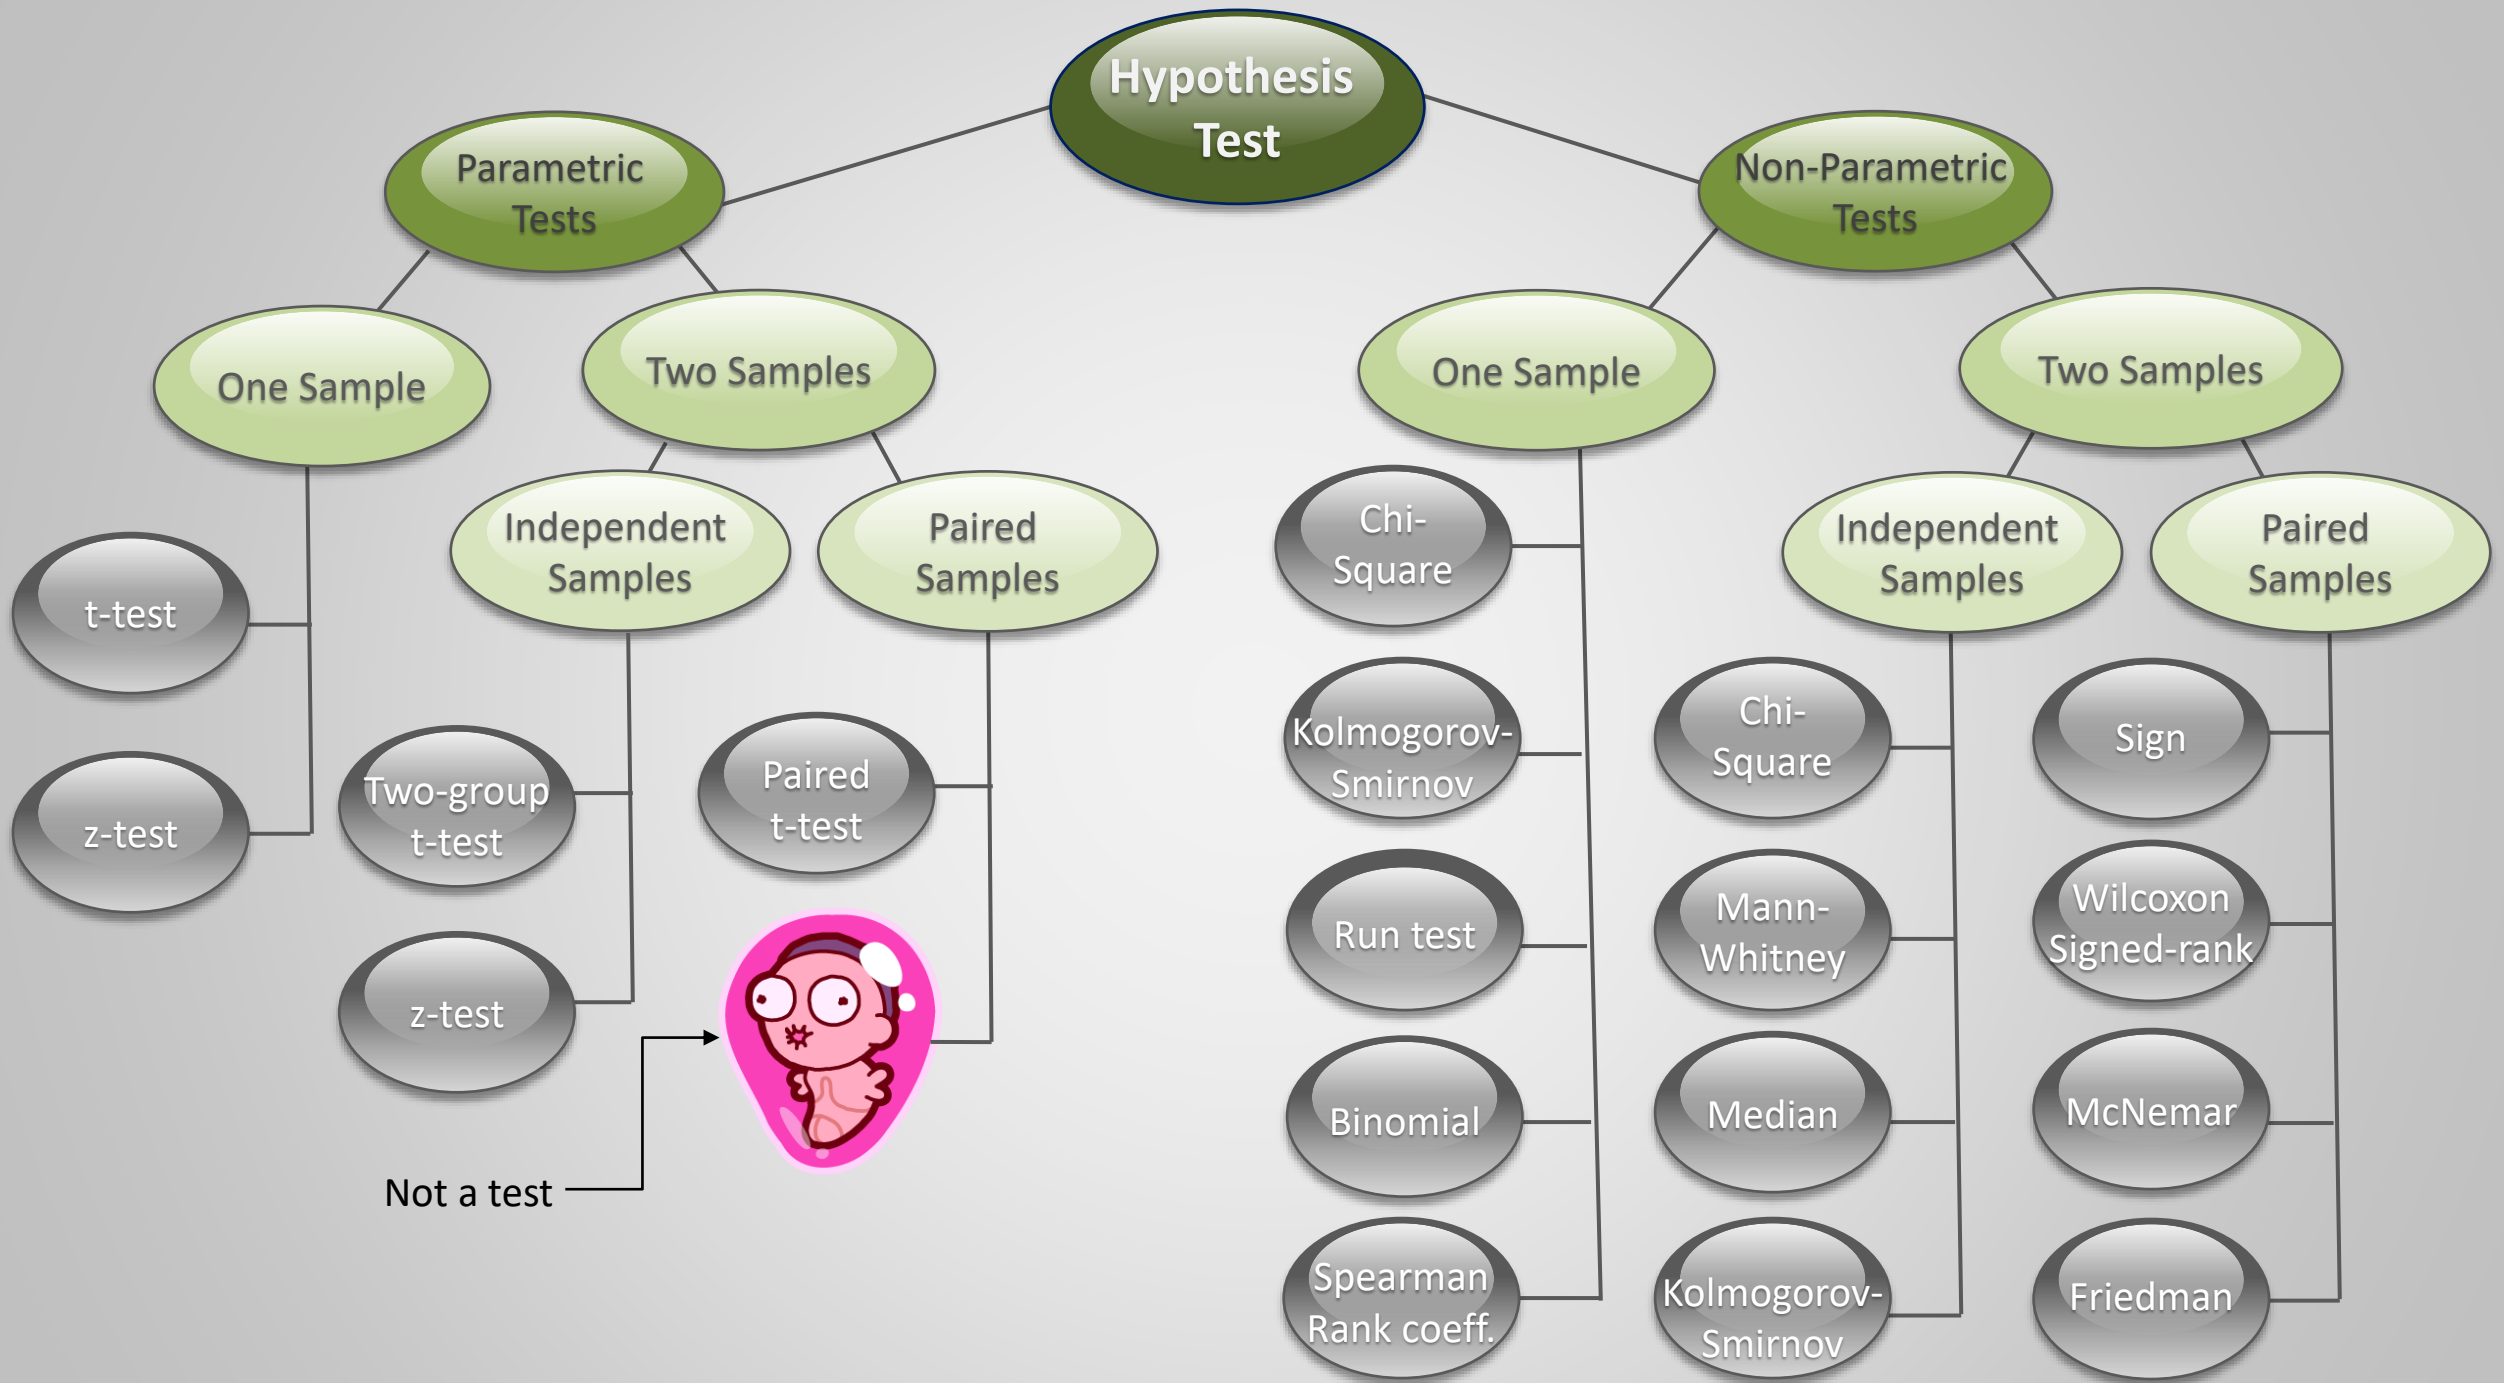 Hypothesis
Test
Parametric
Tests
Non-Parametric
Tests
One Sample
Two Samples
One Sample
Two Samples
Independent
Samples
Paired
Samples
Independent
Samples
Paired
Samples
t-test
z-test
Two-group
t-test
z-test
Paired
t-test
Not a test
Chi-
Square
Kolmogorov-
Smirnov
Run test
Binomial
Spearman
Rank coeff.
Chi-
Square
Mann-
Whitney
Median
Kolmogorov-
Smirnov
Sign
Wilcoxon
Signed-rank
McNemar
Friedman